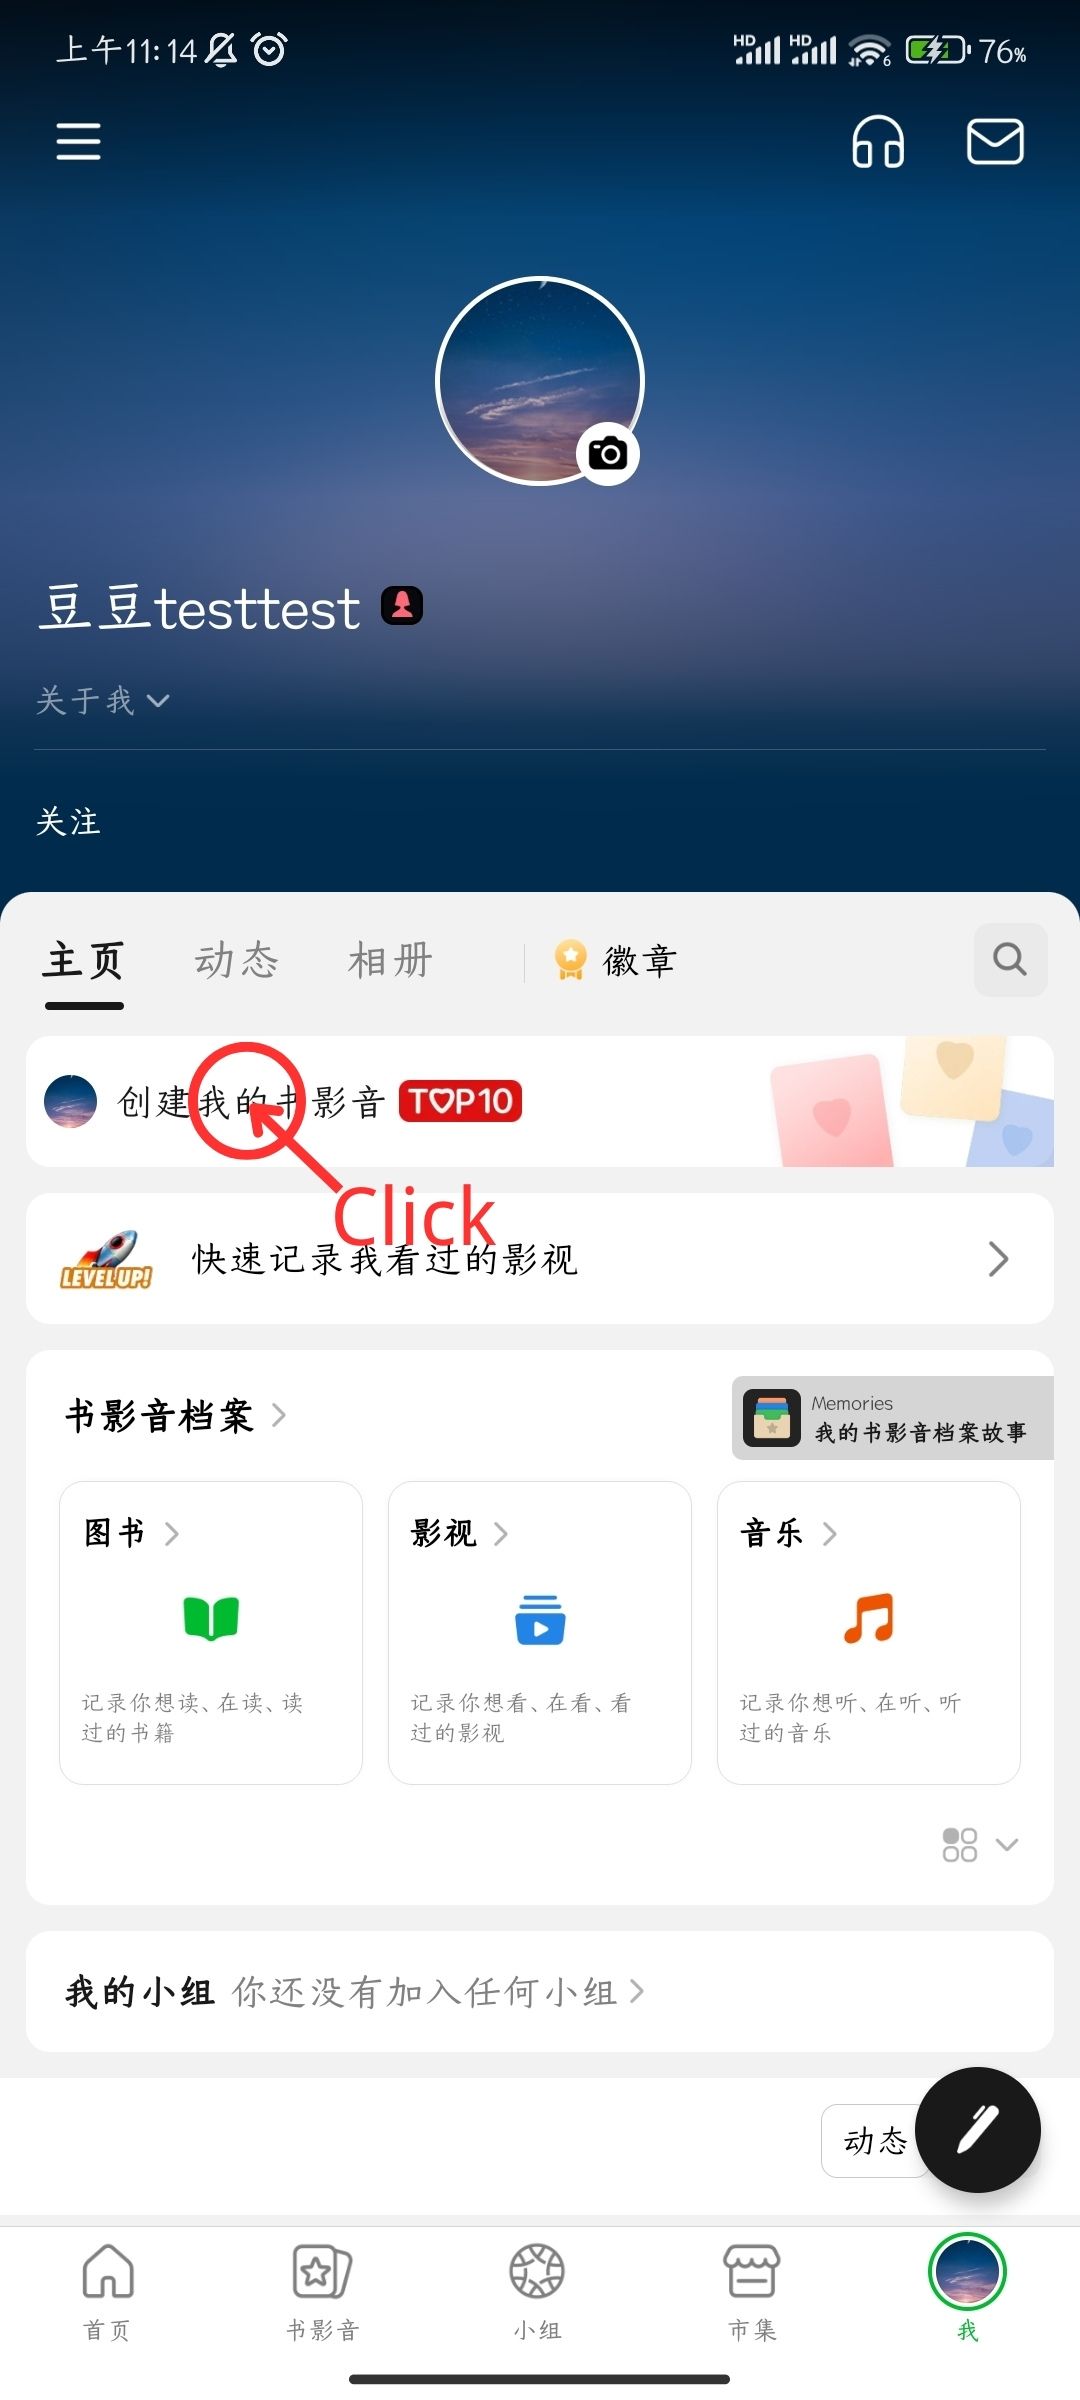 上午11:14 HD HD 6 76%
豆豆testtest
关于我
关注
主页 动态 相册 徽章
创建我的书影音 TOP10
Click
LEVEL UP! 快速记录我看过的影视
书影音档案
Memories
我的书影音档案故事
图书 影视 音乐
记录你想读、在读、读 记录你想看、在看、看 记录你想听、在听、听
过的书籍 过的影视 过的音乐
我的小组 你还没有加入任何小组
动态
首页 书影音 小组 市集 我